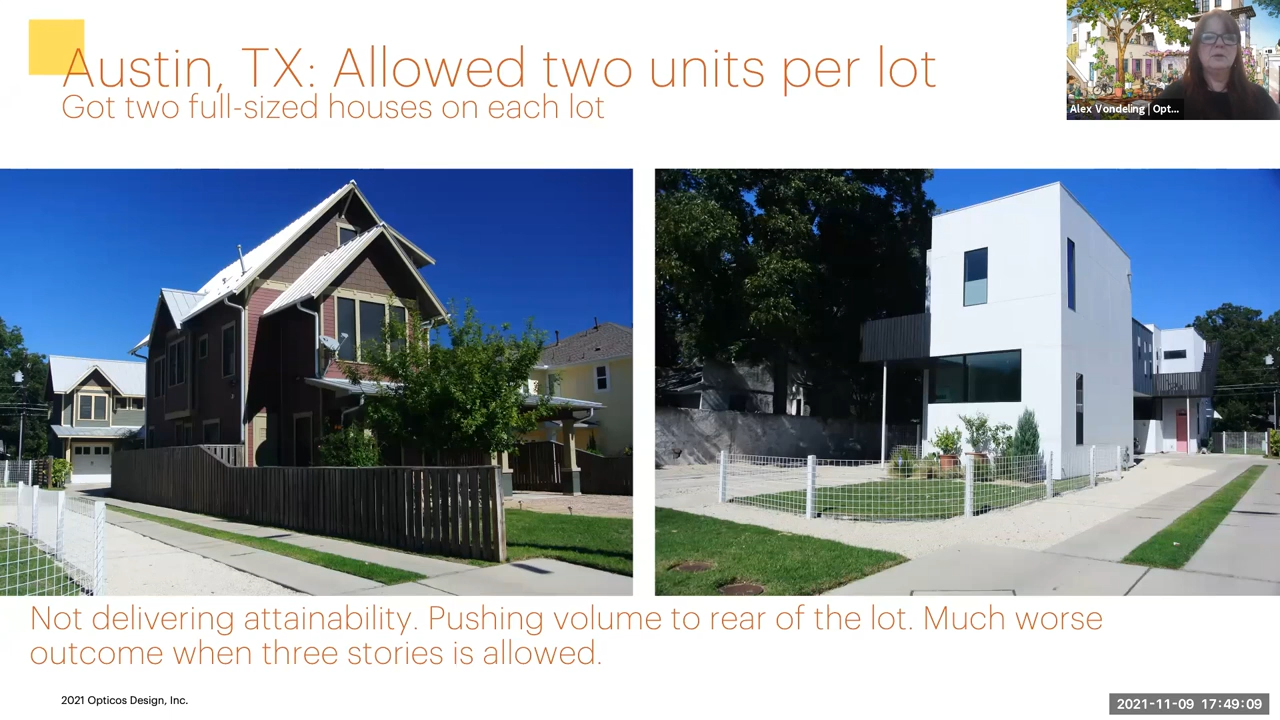 Austin, TX: Allowed two units per lot
Got two full-sized houses on each lot
Alex Vondeling | Opt...
Not delivering attainability. Pushing volume to rear of the lot. Much worse
outcome when three stories is allowed.
2021 Opticos Design, Inc.
2021-11-09 17:49:09